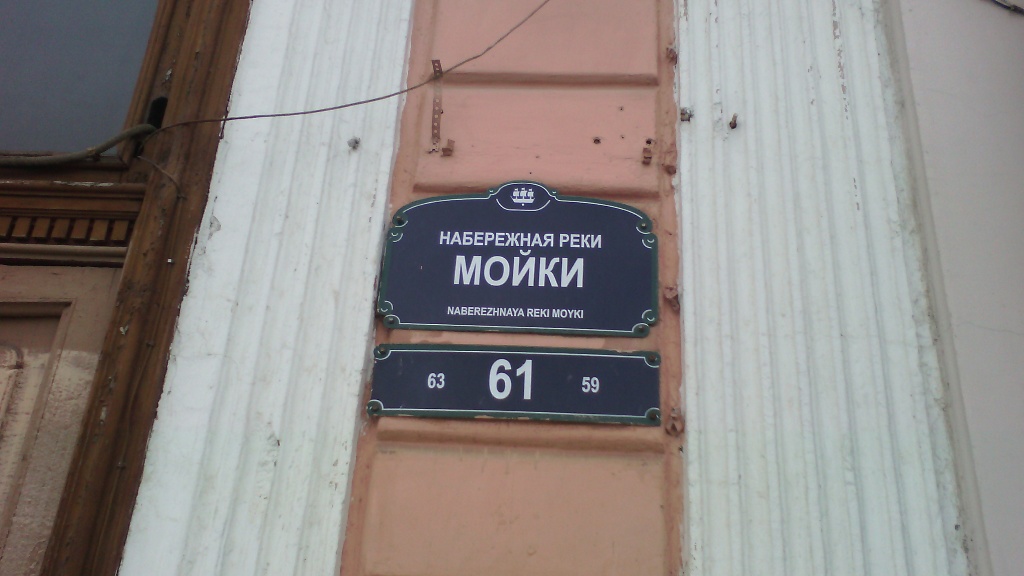 НАБЕРЕЖНАЯ РЕКИ
МОЙКИ
NABEREZHNAYA REKI MOYKI
63 61 59